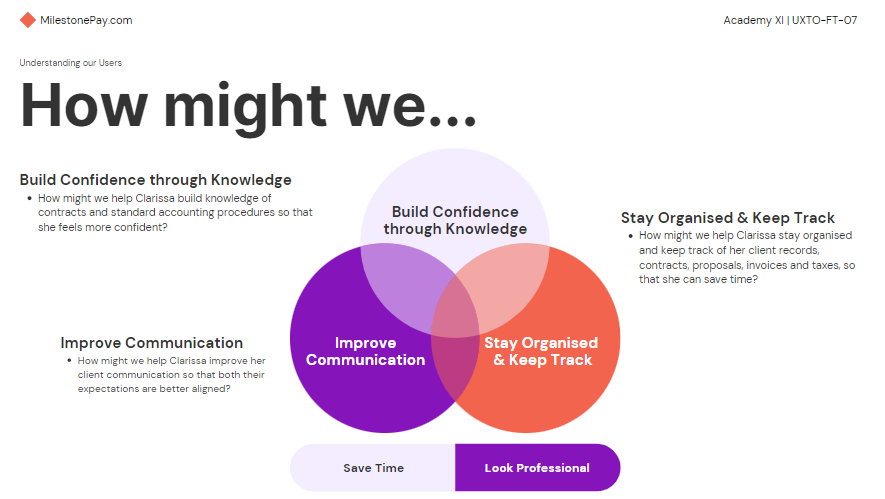 MilestonePay.com
Academy XI | UXTO-FT-07
Understanding our Users
How might we...
Build Confidence through Knowledge
• How might we help Clarissa build knowledge of
contracts and standard accounting procedures so that
she feels more confident?
Build Confidence
through Knowledge
Stay Organised & Keep Track
• How might we help Clarissa stay organised
and keep track of her client records,
contracts, proposals, invoices and taxes, so
that she can save time?
Improve Communication
• How might we help Clarissa improve her
client communication so that both their
expectations are better aligned?
Improve
Communication
Stay Organised
& Keep Track
Save Time
Look Professional